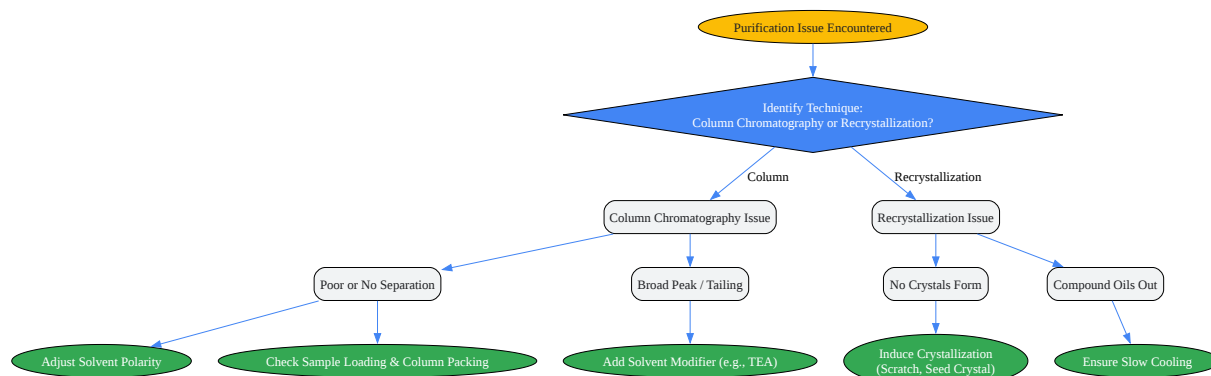 Purification Issue Encountered
Identify Technique:
Column Chromatography or Recrystallization?
Column
Recrystallization
Column Chromatography Issue
Recrystallization Issue
Poor or No Separation
Broad Peak / Tailing
No Crystals Form
Compound Oils Out
Adjust Solvent Polarity
Check Sample Loading & Column Packing
Add Solvent Modifier (e.g., TEA)
Induce Crystallization
(Scratch, Seed Crystal)
Ensure Slow Cooling